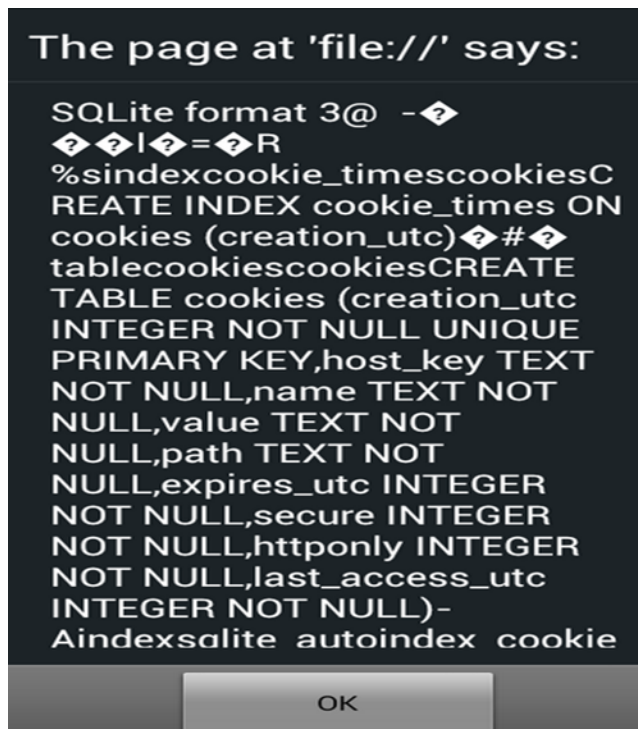 The page at 'file://' says:
SQLite format 3@  -�
��l�=�R
%sindexcookie_timescookiesC
REATE INDEX cookie_times ON
cookies (creation_utc)�#�
tablecookiescookiesCREATE
TABLE cookies (creation_utc
INTEGER NOT NULL UNIQUE
PRIMARY KEY,host_key TEXT
NOT NULL,name TEXT NOT
NULL,value TEXT NOT
NULL,path TEXT NOT
NULL,expires_utc INTEGER
NOT NULL,secure INTEGER
NOT NULL,httponly INTEGER
NOT NULL,last_access_utc
INTEGER NOT NULL)-
Aindexsqlite_autoindex_cookie
OK